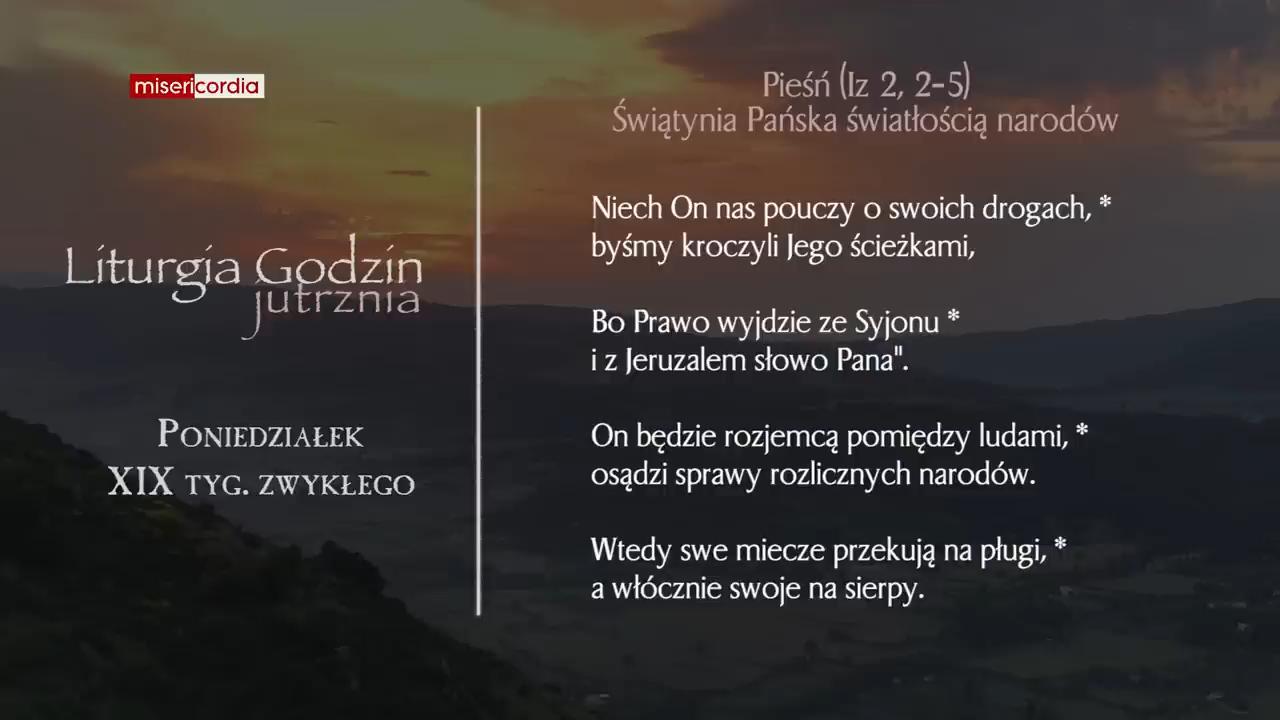 misericordia
Liturgia Godzin
jutrznia
Poniedziałek
XIX tyg. zwykłego
Pieśń (Iz 2, 2-5)
Świątynia Pańska światłością narodów
Niech On nas pouczy o swoich drogach, *
byśmy kroczyli Jego ścieżkami,
Bo Prawo wyjdzie ze Syjonu *
i z Jeruzalem słowo Pana".
On będzie rozjemcą pomiędzy ludami, *
osądzi sprawy rozlicznych narodów.
Wtedy swe miecze przekują na pługi, *
a włócznie swoje na sierpy.